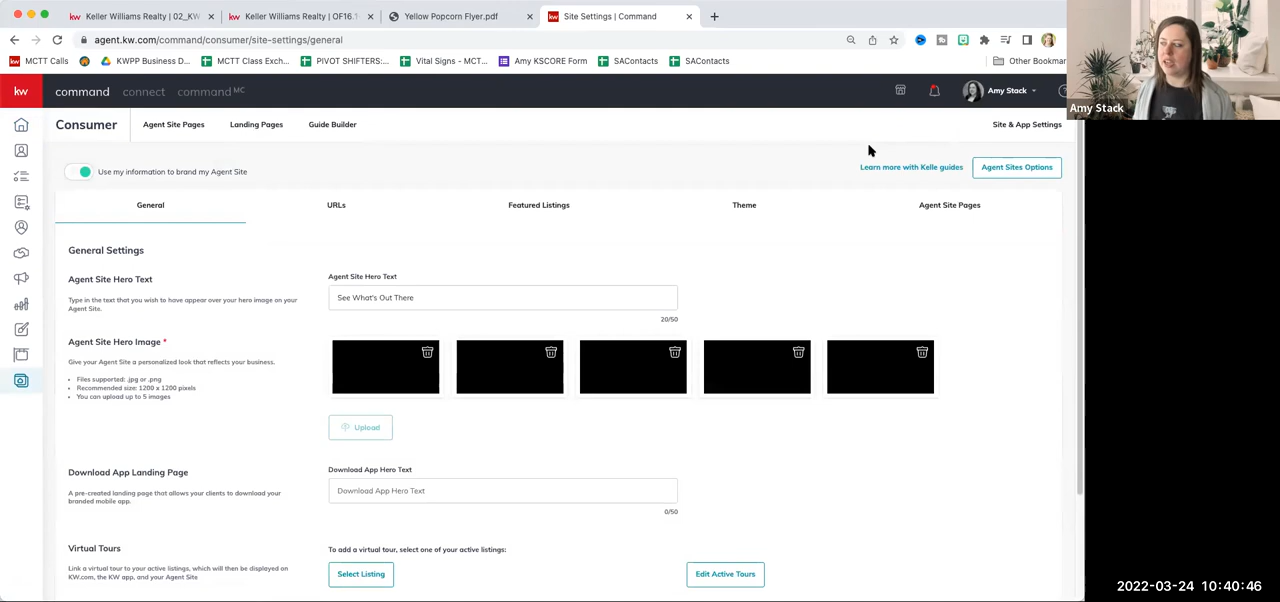 kw Keller Williams Realty | 02_KW
kw Keller Williams Realty | OF16.1
Yellow Popcorn Flyer.pdf
kw Site Settings | Command
agent.kw.com/command/consumer/site-settings/general
kw MCTT Calls
KWPP Business D...
MCTT Class Exch...
PIVOT SHIFTERS:...
Vital Signs - MCT...
Amy KSCORE Form
SAContacts
SAContacts
Other Bookmar
kw command connect command MC
Amy Stack
Amy Stack
Consumer Agent Site Pages Landing Pages Guide Builder Site & App Settings
Use my information to brand my Agent Site
Learn more with Kelle guides
Agent Sites Options
General URLs Featured Listings Theme Agent Site Pages
General Settings
Agent Site Hero Text
Type in the text that you wish to have appear over your hero image on your
Agent Site.
Agent Site Hero Text
See What's Out There
20/50
Agent Site Hero Image *
Give your Agent Site a personalized look that reflects your business.
• Files supported: .jpg or .png
• Recommended size: 1200 x 1200 pixels
• You can upload up to 5 images
Upload
Download App Landing Page
A pre-created landing page that allows your clients to download your
branded mobile app.
Download App Hero Text
Download App Hero Text
0/50
Virtual Tours
Link a virtual tour to your active listings, which will then be displayed on
KW.com, the KW app, and your Agent Site
To add a virtual tour, select one of your active listings:
Select Listing
Edit Active Tours
2022-03-24 10:40:46